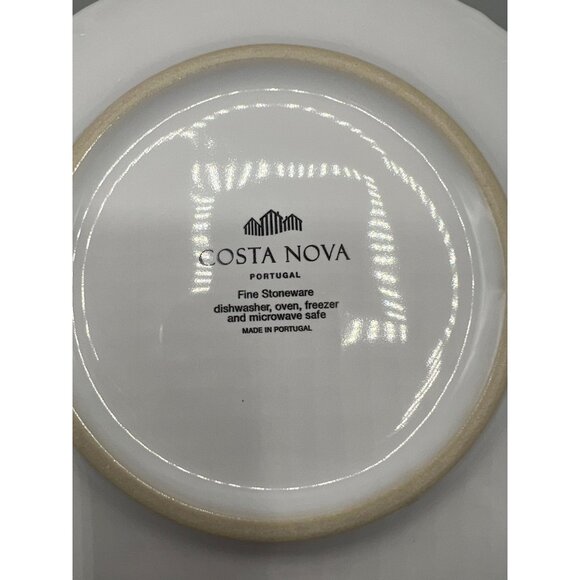 COSTA NOVA
PORTUGAL
Fine Stoneware
dishwasher, oven, freezer
and microwave safe
MADE IN PORTUGAL